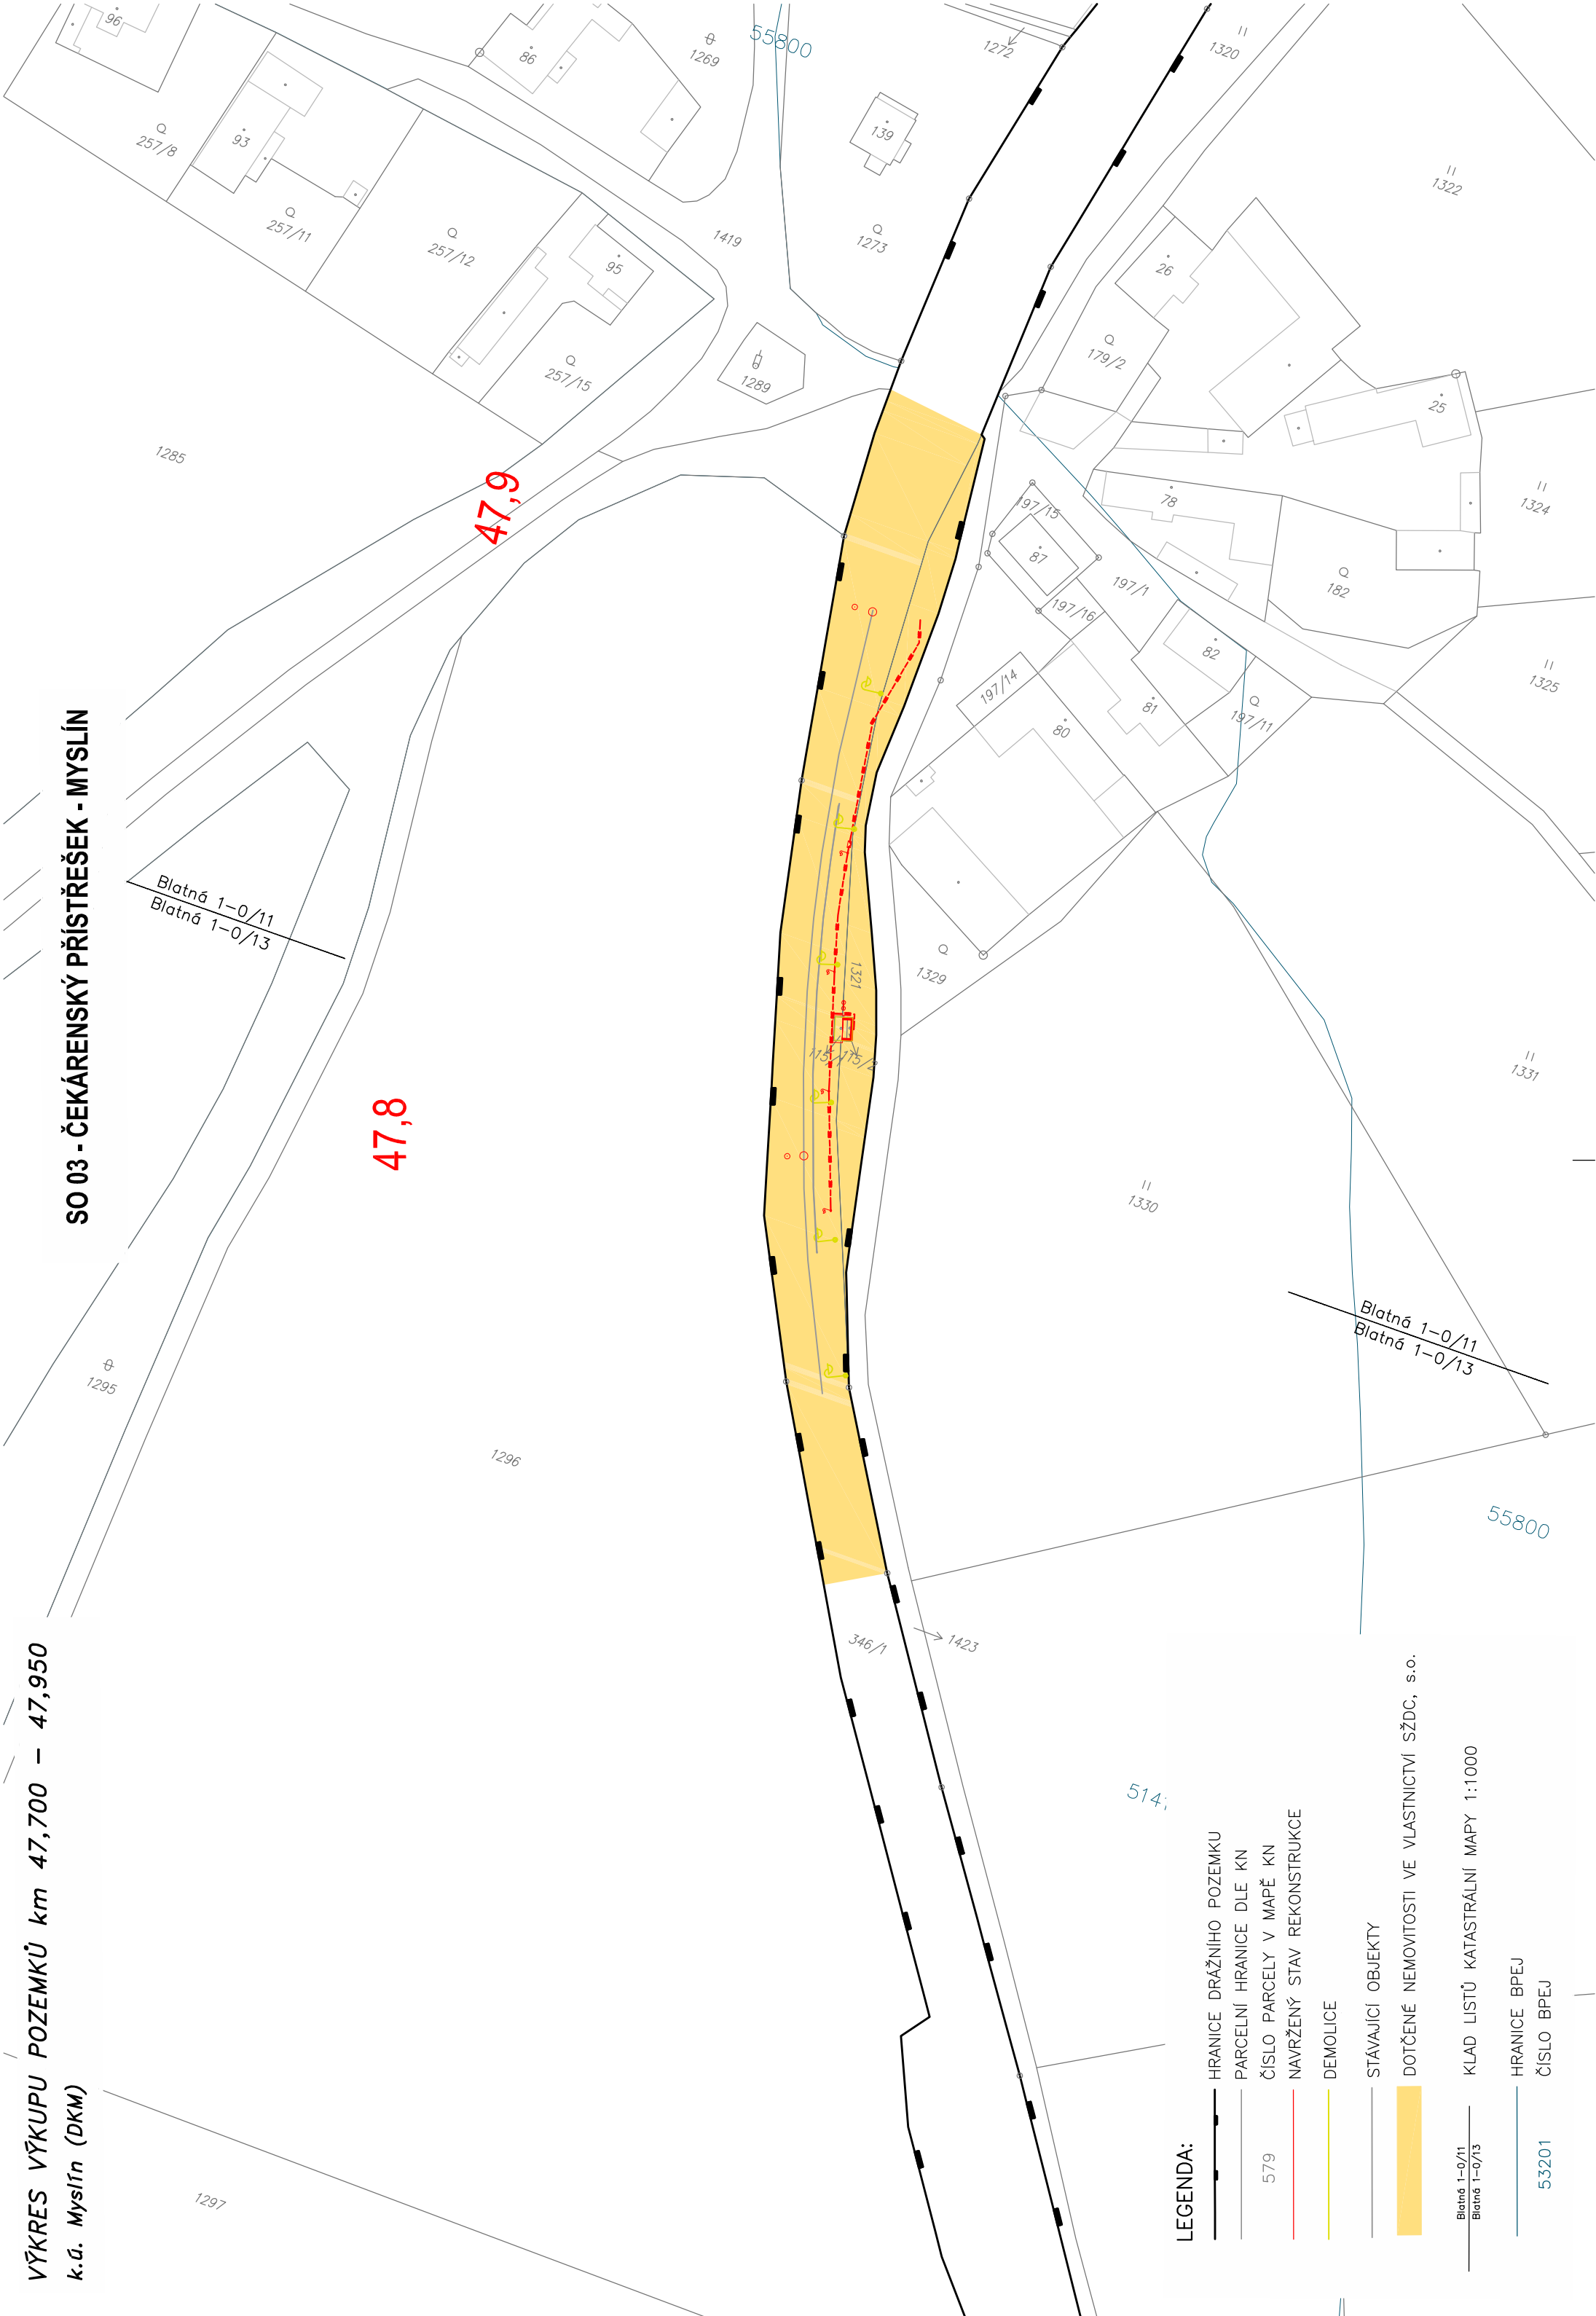 VÝKRES VÝKUPU POZEMKŮ km 47,700 – 47,950
k.ú. Myslín (DKM)
SO 03 - ČEKÁRENSKÝ PŘÍSTŘEŠEK - MYSLÍN
96
86
1269
55800
1272
1320
257/8
93
139
1322
257/11
257/12
1419
1273
95
26
257/15
1289
179/2
25
1285
47,9
197/15
78
1324
87
197/1
182
197/16
82
1325
197/14
81
197/11
80
Blatná 1-0/11
Blatná 1-0/13
1329
1321
115/2
1331
47,8
1330
Blatná 1-0/11
Blatná 1-0/13
1295
1296
55800
346/1
1423
514
1297
LEGENDA:
HRANICE DRÁŽNÍHO POZEMKU
PARCELNÍ HRANICE DLE KN
579 ČÍSLO PARCELY V MAPĚ KN
NAVRŽENÝ STAV REKONSTRUKCE
DEMOLICE
STÁVAJÍCÍ OBJEKTY
DOTČENÉ NEMOVITOSTI VE VLASTNICTVÍ SŽDC, s.o.
Blatná 1-0/11
Blatná 1-0/13
KLAD LISTŮ KATASTRÁLNÍ MAPY 1:1000
HRANICE BPEJ
53201 ČÍSLO BPEJ